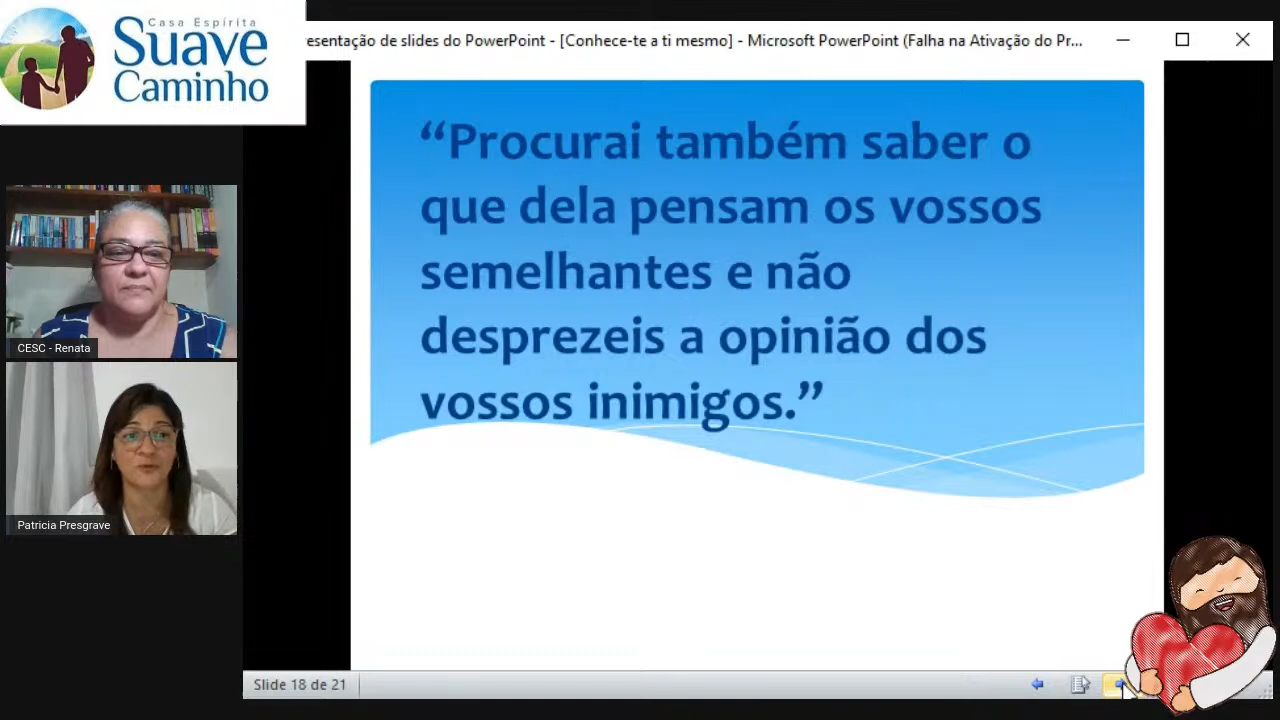 Casa Espírita
Suave
Caminho
resentação de slides do PowerPoint - [Conhece-te a ti mesmo] - Microsoft PowerPoint (Falha na Ativação do Pr...
“Procurai também saber o
que dela pensam os vossos
semelhantes e não
desprezeis a opinião dos
vossos inimigos.”
CESC - Renata
Patricia Presgrave
Slide 18 de 21